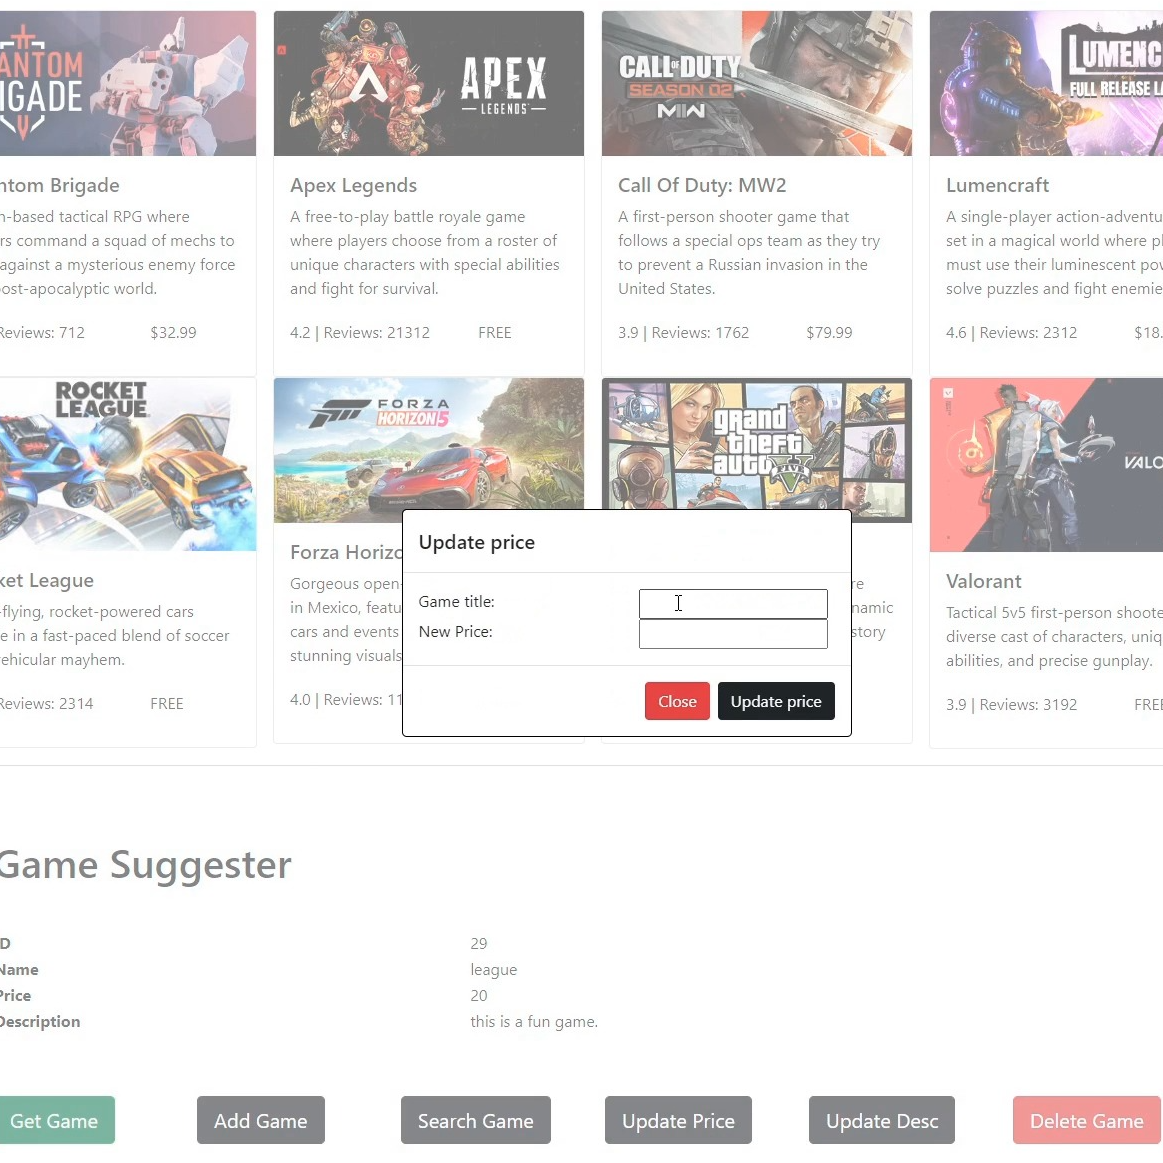 ANTOM
IGADE
APEX
LEGENDS
CALL OF DUTY
SEASON 02
MW
LUMENC
FULL RELEASE LA
ntom Brigade
n-based tactical RPG where
rs command a squad of mechs to
against a mysterious enemy force
ost-apocalyptic world.
Reviews: 712 $32.99
Apex Legends
A free-to-play battle royale game
where players choose from a roster of
unique characters with special abilities
and fight for survival.
4.2 | Reviews: 21312 FREE
Call Of Duty: MW2
A first-person shooter game that
follows a special ops team as they try
to prevent a Russian invasion in the
United States.
3.9 | Reviews: 1762 $79.99
Lumencraft
A single-player action-adventu
set in a magical world where pl
must use their luminescent pow
solve puzzles and fight enemie
4.6 | Reviews: 2312 $18.
ROCKET
LEAGUE
FORZA
HORIZON 5
grand
theft
auto
FIVE
VALO
ket League
-flying, rocket-powered cars
e in a fast-paced blend of soccer
ehicular mayhem.
Reviews: 2314 FREE
Forza Horizo
Gorgeous open-
in Mexico, featu
cars and events
stunning visuals
4.0 | Reviews: 11
re
namic
story
Valorant
Tactical 5v5 first-person shoote
diverse cast of characters, uniq
abilities, and precise gunplay.
3.9 | Reviews: 3192 FREE
Update price
Game title:
New Price:
Close Update price
Game Suggester
ID 29
Name league
Price 20
Description this is a fun game.
Get Game Add Game Search Game Update Price Update Desc Delete Game